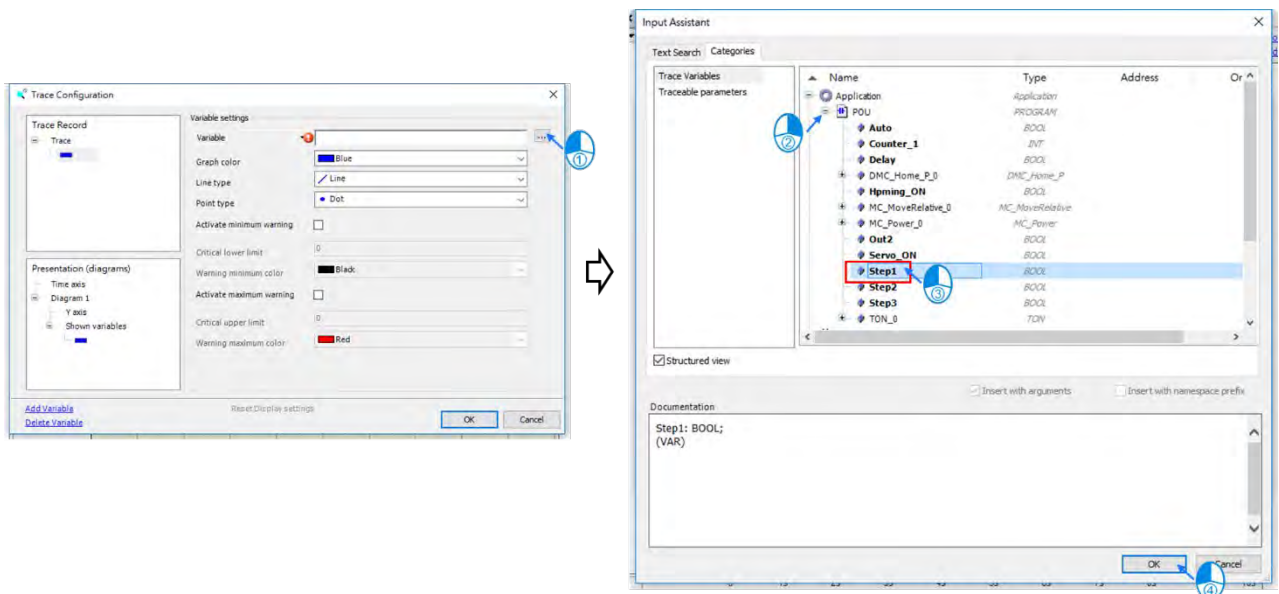 Trace Configuration
Trace Record
Trace
Variable settings
Variable
①
Graph color
Blue
Line type
Line
Point type
Dot
Activate minimum warning
Critical lower limit
0
Warning minimum color
Black
Activate maximum warning
Critical upper limit
0
Warning maximum color
Red
Presentation (diagrams)
Time axis
Diagram 1
Y axis
Shown variables
Add Variable
Delete Variable
Reset Display settings
OK
Cancel
Input Assistant
Text Search
Categories
Trace Variables
Traceable parameters
Name Type Address Or
Application Application
POU PROGRAM
②
Auto BOOL
Counter_1 INT
Delay BOOL
DMC_Home_P_0 DMC_Home_P
Hpming_ON BOOL
MC_MoveRelative_0 MC_MoveRelative
MC_Power_0 MC_Power
Out2 BOOL
Servo_ON BOOL
Step1 BOOL
③
Step2 BOOL
Step3 BOOL
TON_0 TON
Structured view
Insert with arguments
Insert with namespace prefix
Documentation
Step1: BOOL;
(VAR)
OK
Cancel
④